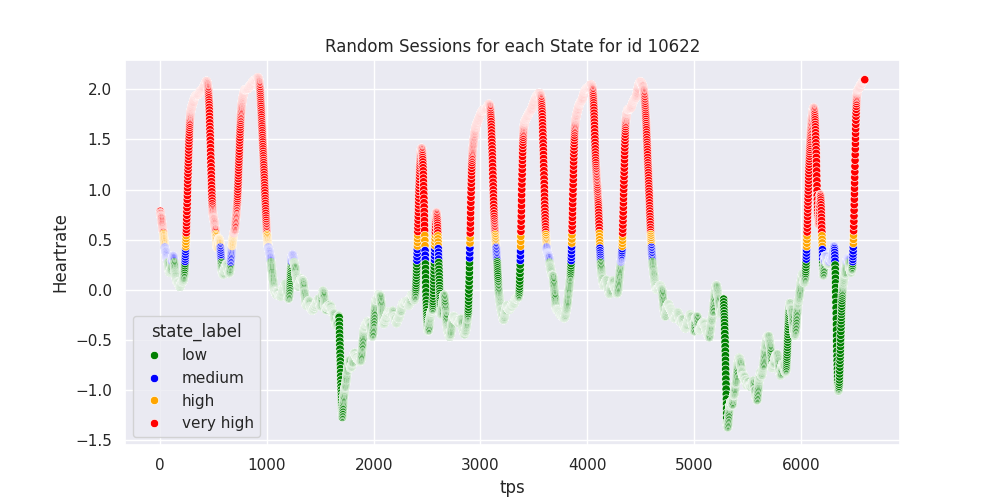 Random Sessions for each State for id 10622
Heartrate
2.0
1.5
1.0
0.5
0.0
−0.5
−1.0
−1.5
state_label
low
medium
high
very high
0 1000 2000 3000 4000 5000 6000
tps